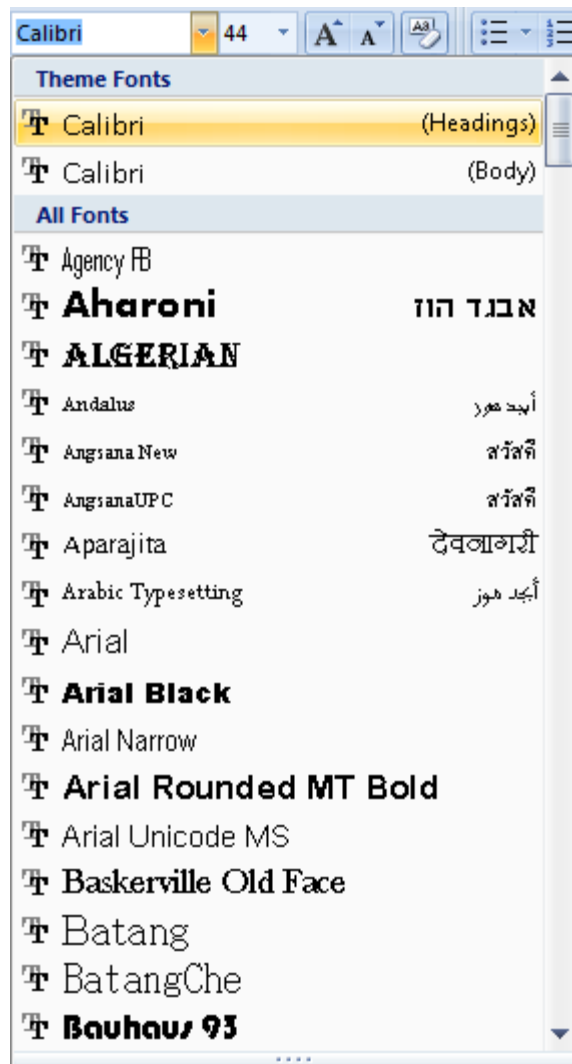 Calibri 44
Theme Fonts
Calibri (Headings)
Calibri (Body)
All Fonts
Agency FB
Aharoni אבגד הוז
ALGERIAN
Andalus أبجد هوز
Angsana New สวัสดี
AngsanaUPC สวัสดี
Aparajita देवनागरी
Arabic Typesetting أبجد هوز
Arial
Arial Black
Arial Narrow
Arial Rounded MT Bold
Arial Unicode MS
Baskerville Old Face
Batang
BatangChe
Bauhaus 93